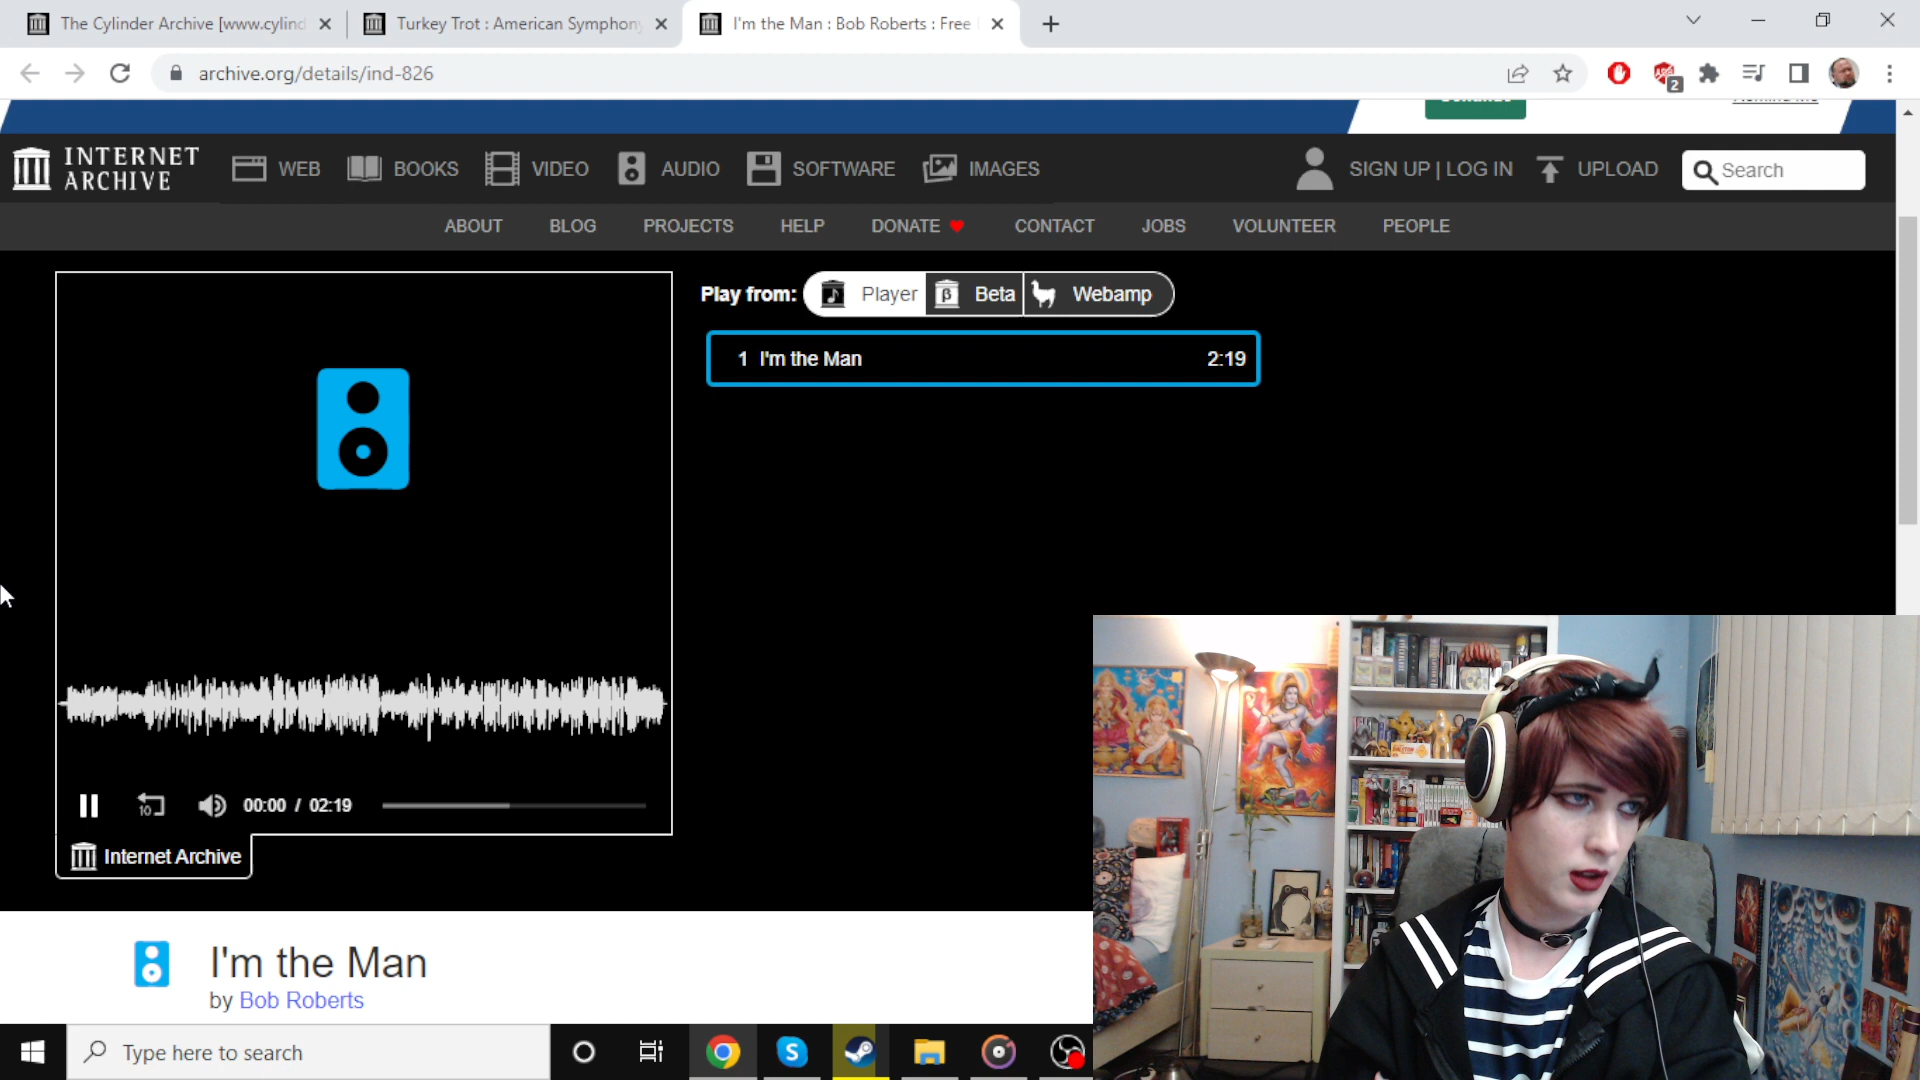 The Cylinder Archive [www.cylind
Turkey Trot : American Symphony
I'm the Man : Bob Roberts : Free
archive.org/details/ind-826
2
INTERNET ARCHIVE
WEB
BOOKS
VIDEO
AUDIO
SOFTWARE
IMAGES
SIGN UP | LOG IN
UPLOAD
Search
ABOUT
BLOG
PROJECTS
HELP
DONATE
CONTACT
JOBS
VOLUNTEER
PEOPLE
Play from:
Player
β
Beta
Webamp
1 I'm the Man 2:19
10
00:00 / 02:19
Internet Archive
I'm the Man
by Bob Roberts
Type here to search
S